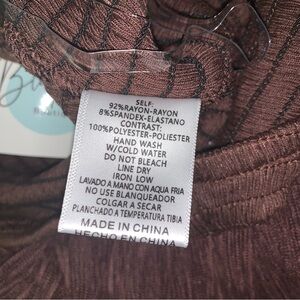 SELF:
92%RAYON-RAYON
8%SPANDEX-ELASTANO
CONTRAST:
100%POLYESTER-POLIESTER
HAND WASH
W/COLD WATER
DO NOT BLEACH
LINE DRY
IRON LOW
LAVADO A MANO CON AQUA FRIA
NO USE BLANQUEADOR
COLGAR A SECAR
PLANCHADO A TEMPERATURA TIBIA
MADE IN CHINA
HECHO EN CHINA